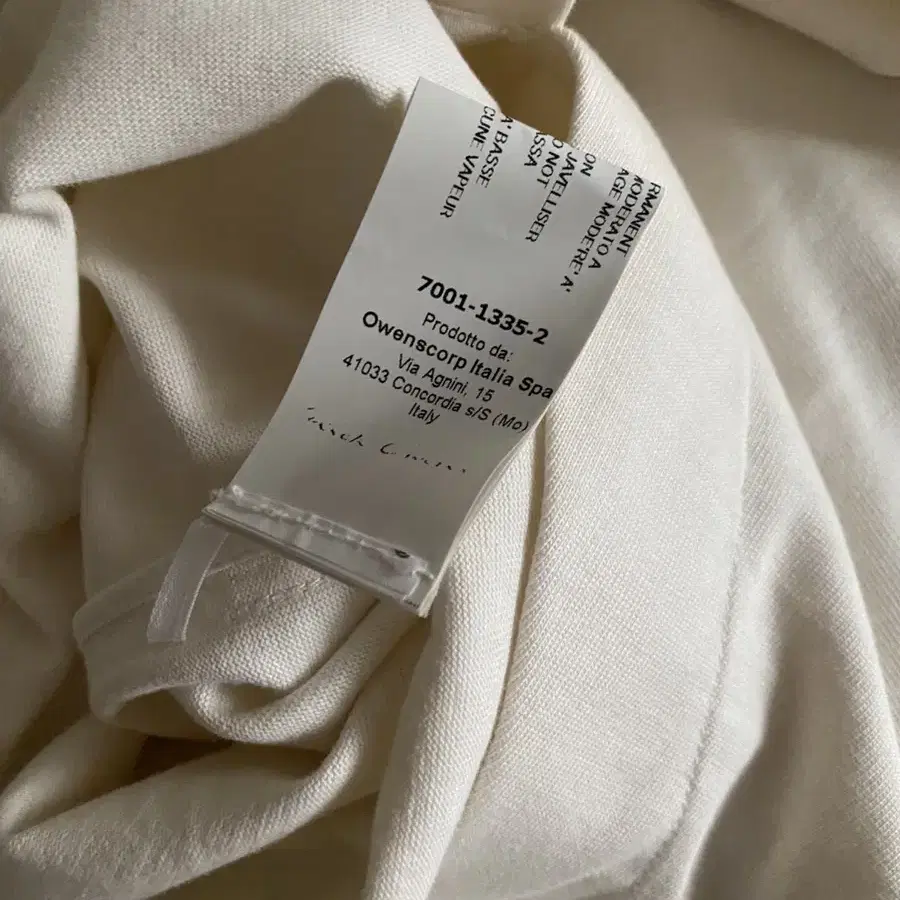 RMANENT
MODERATO A
AGE MODERE' A'
ON
JAVELLISER
O NOT
ASSA
A' BASSE
CUNE VAPEUR
7001-1335-2
Prodotto da:
Owenscorp Italia Spa
Via Agnini, 15
41033 Concordia s/S (Mo)
Italy